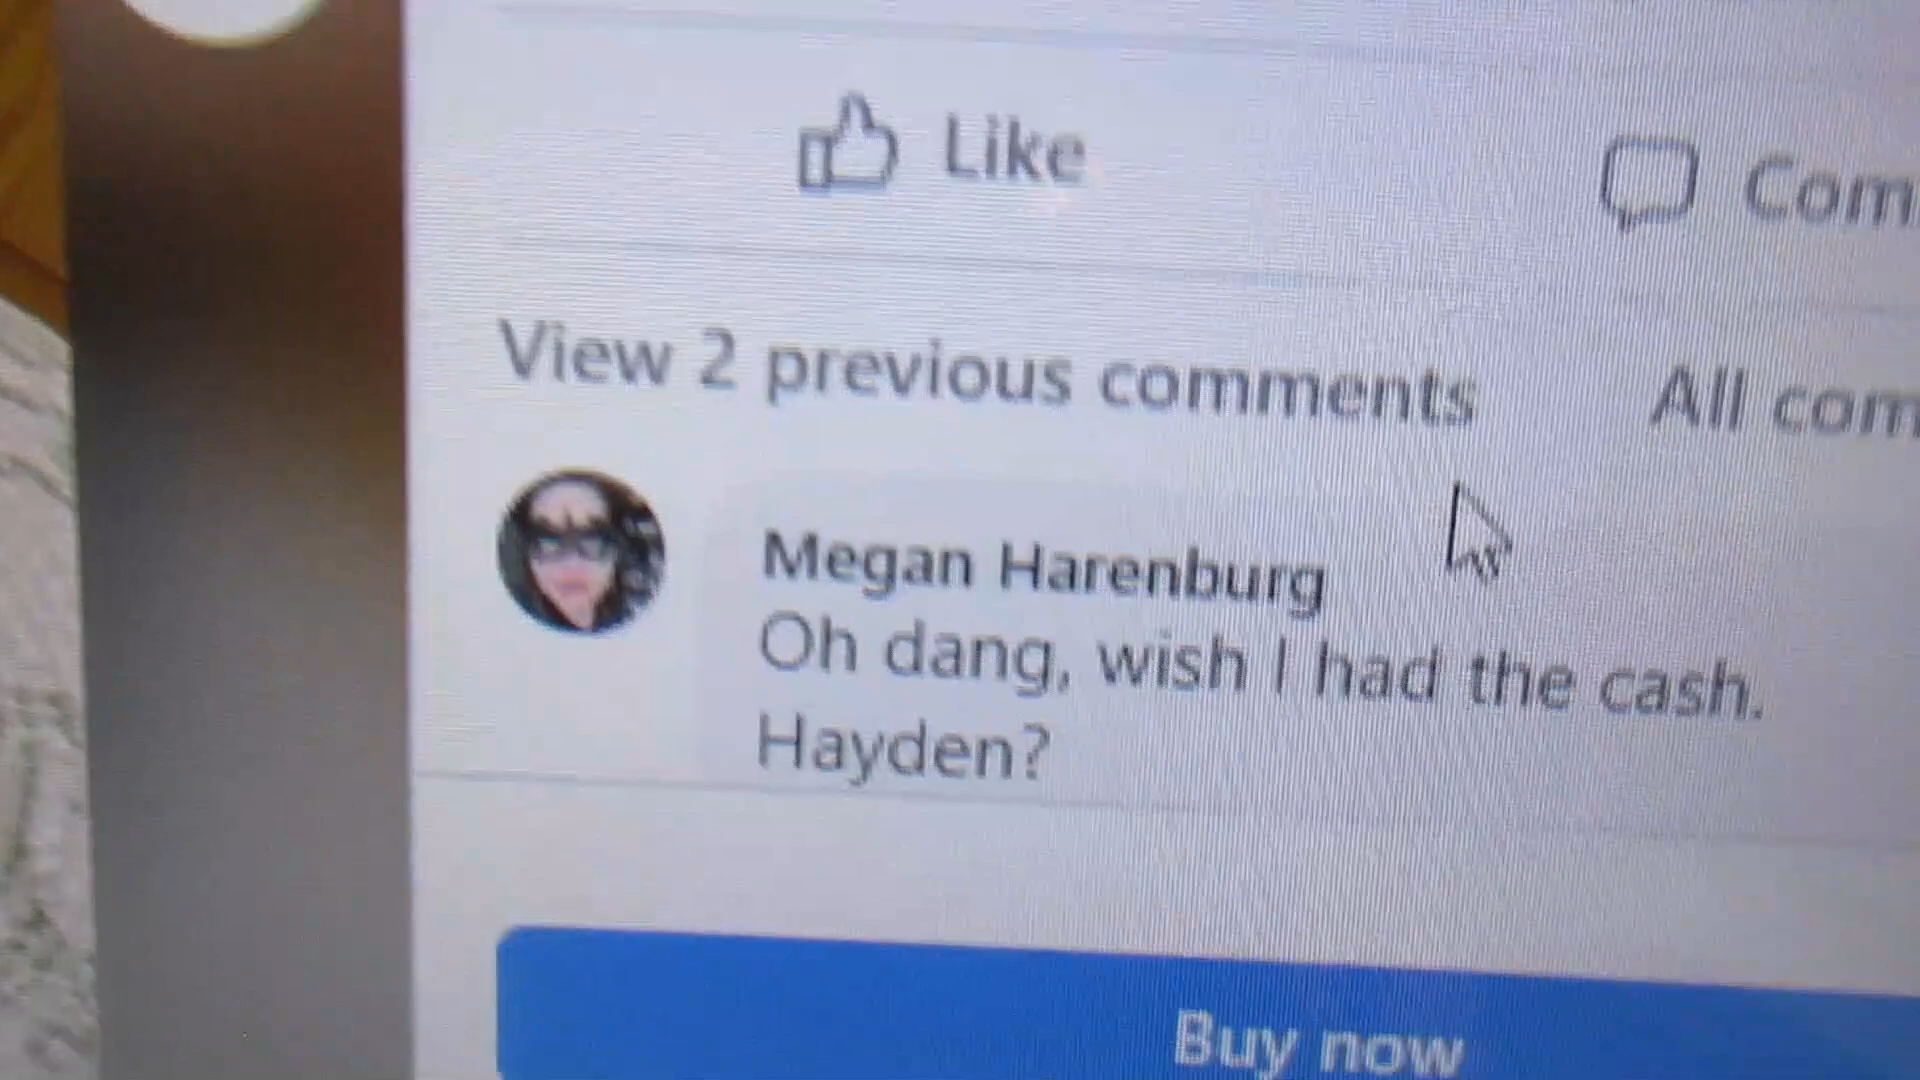 Like
Com
View 2 previous comments
All com
Megan Harenburg
Oh dang, wish I had the cash.
Hayden?
Buy now